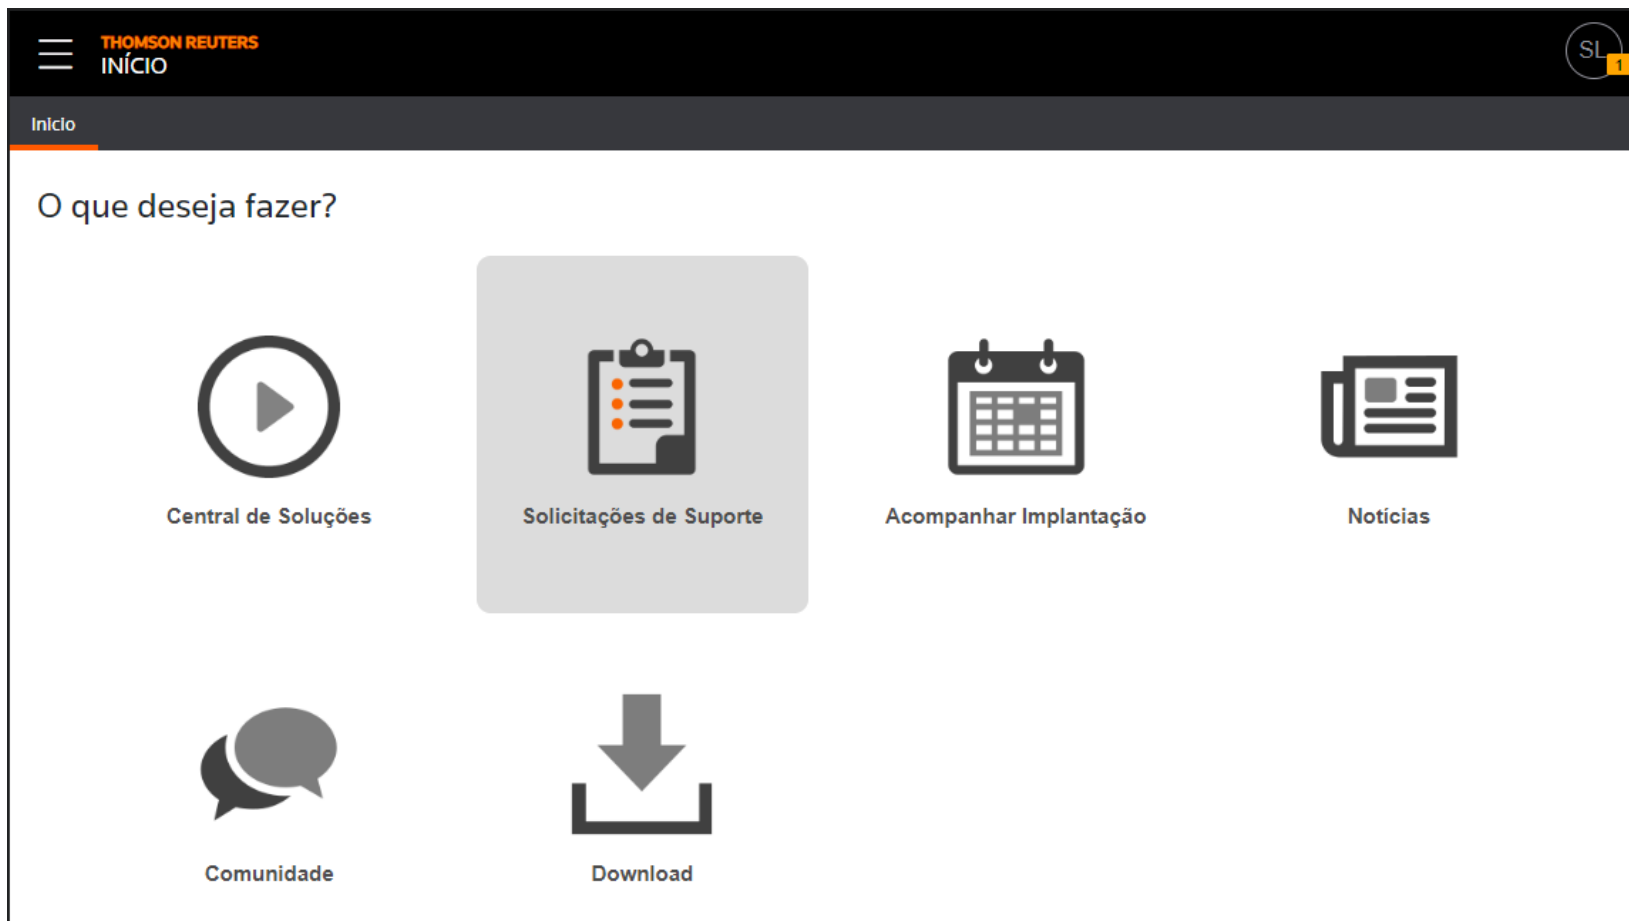 THOMSON REUTERS
INÍCIO
SL
1
Início
O que deseja fazer?
Central de Soluções
Solicitações de Suporte
Acompanhar Implantação
Notícias
Comunidade
Download